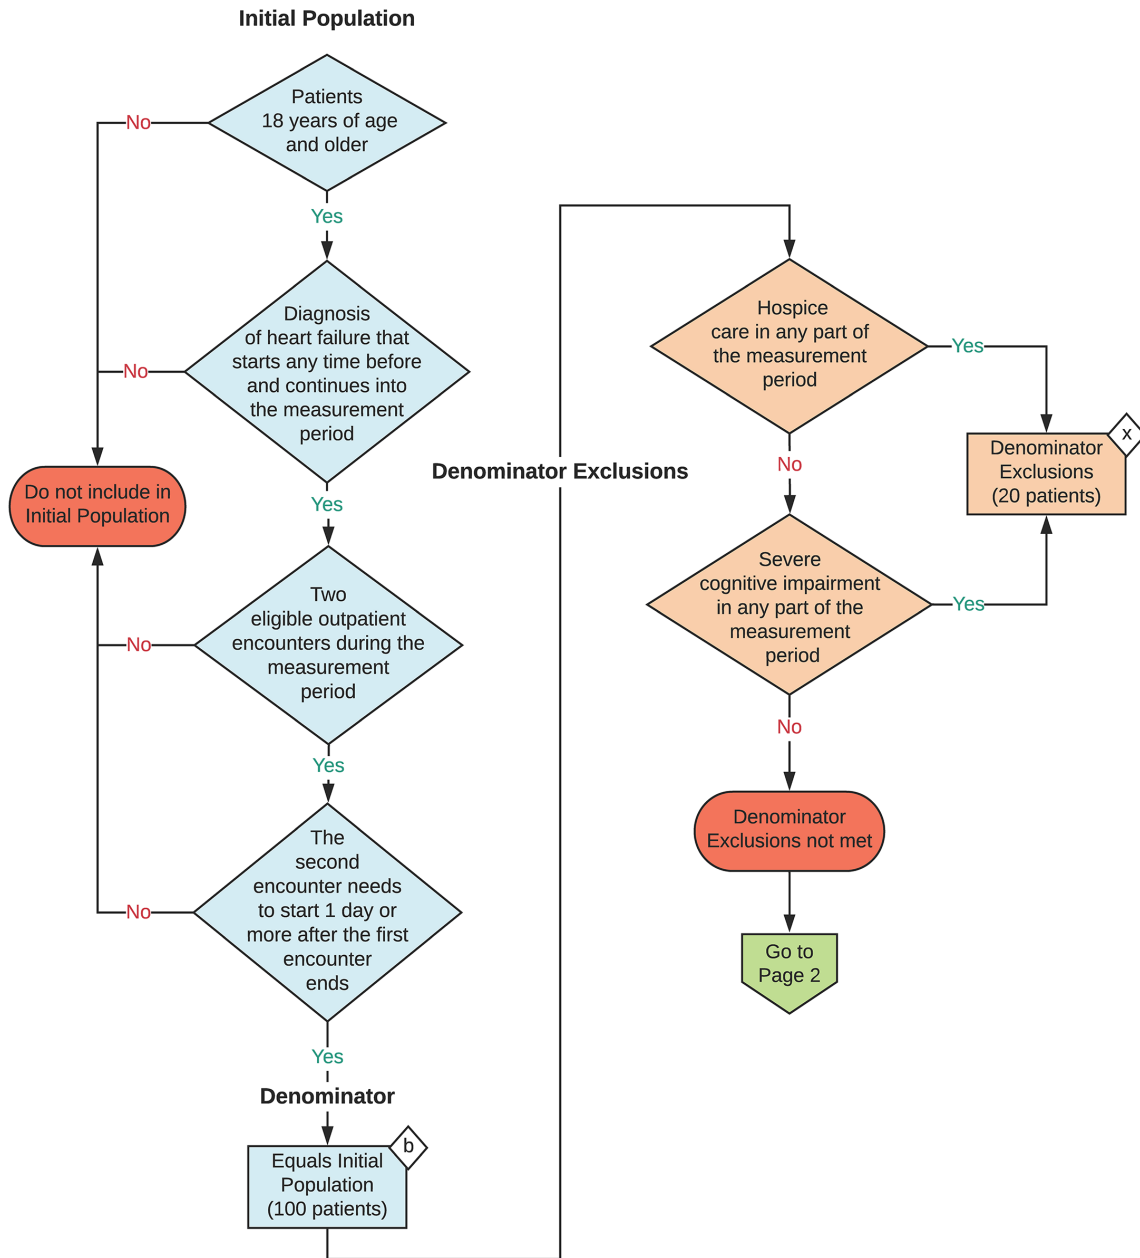 Initial Population
Patients
18 years of age
and older
No
Yes
Diagnosis
of heart failure that
starts any time before
and continues into
the measurement
period
No
Yes
Do not include in
Initial Population
Two
eligible outpatient
encounters during the
measurement
period
No
Yes
The
second
encounter needs
to start 1 day or
more after the first
encounter
ends
No
Yes
Denominator
b
Equals Initial
Population
(100 patients)
Denominator Exclusions
Hospice
care in any part of
the measurement
period
Yes
No
x
Denominator
Exclusions
(20 patients)
Severe
cognitive impairment
in any part of the
measurement
period
Yes
No
Denominator
Exclusions not met
Go to
Page 2